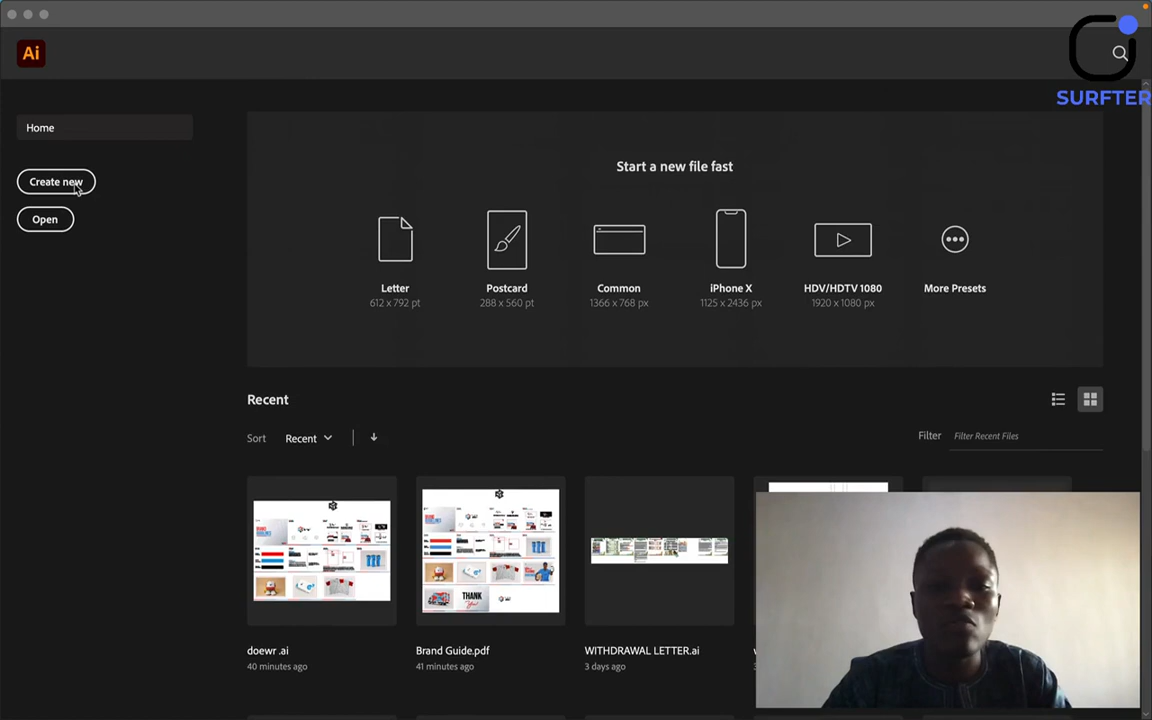 Ai
SURFTER
Home
Create new
Open
Start a new file fast
Letter
612 x 792 pt
Postcard
288 x 560 pt
Common
1366 x 768 px
iPhone X
1125 x 2436 px
HDV/HDTV 1080
1920 x 1080 px
More Presets
Recent
Sort Recent
Filter Filter Recent Files
THANK
doewr .ai
40 minutes ago
Brand Guide.pdf
41 minutes ago
WITHDRAWAL LETTER.ai
3 days ago